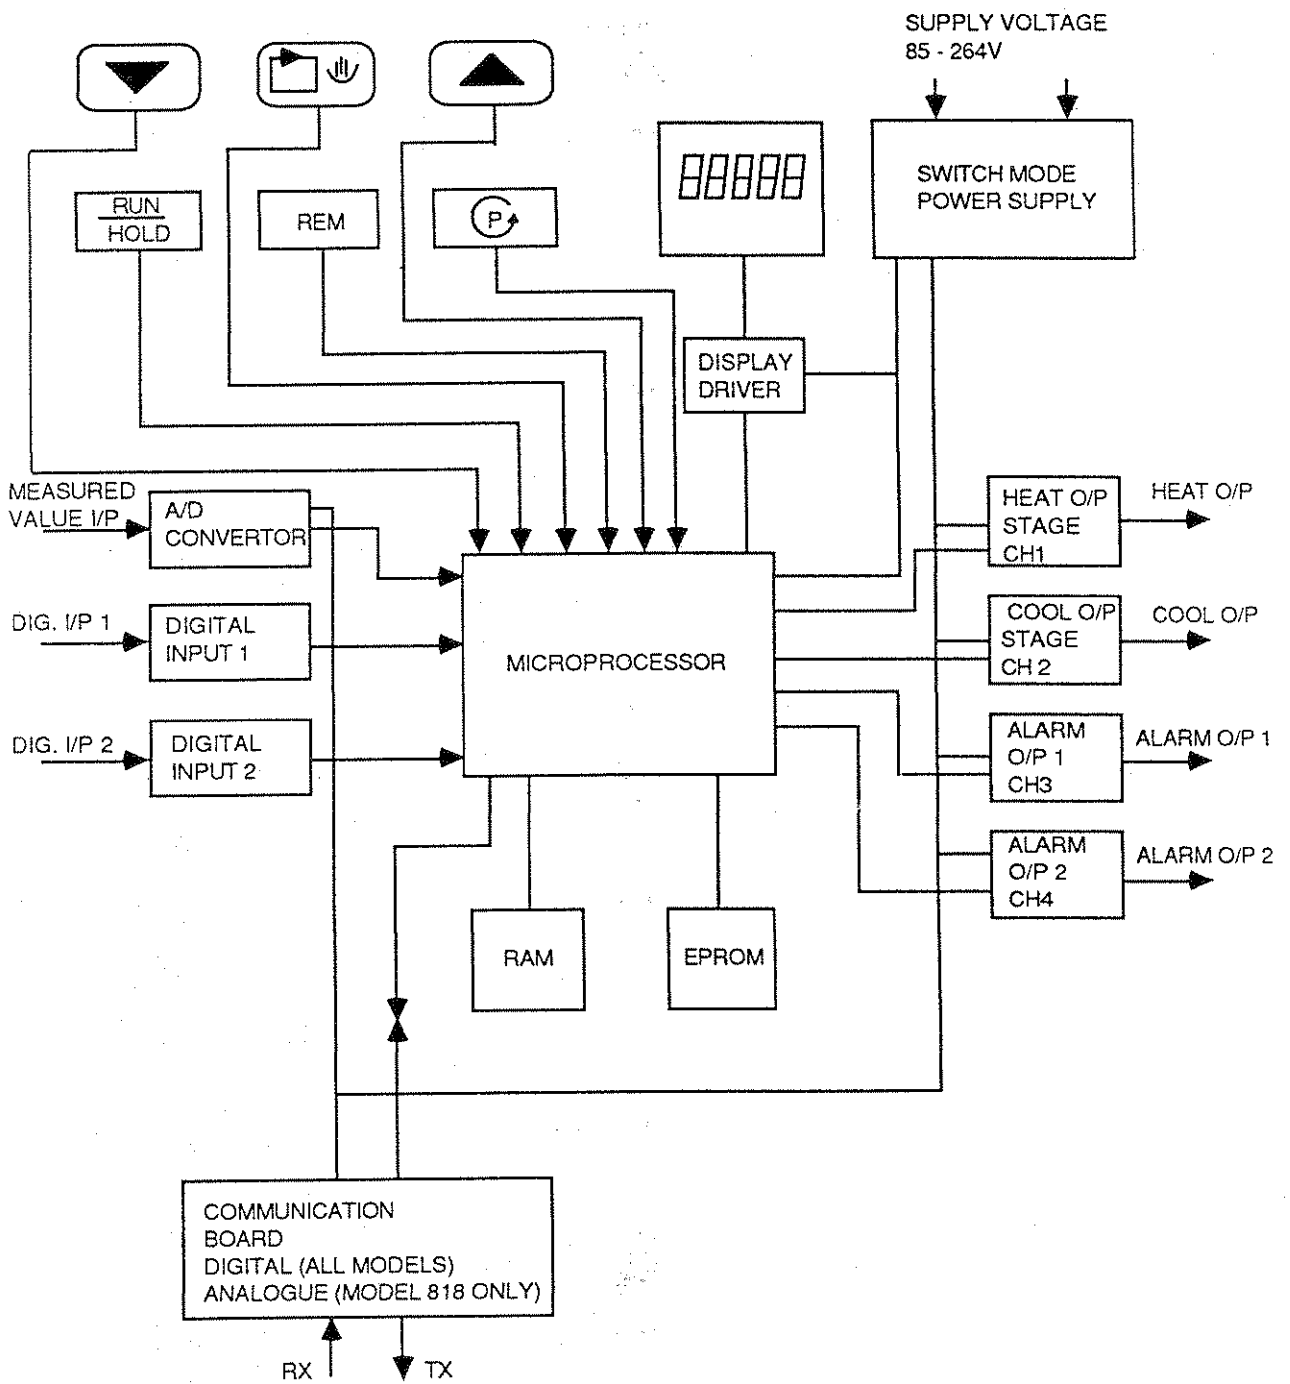 SUPPLY VOLTAGE
85 - 264V
SWITCH MODE
POWER SUPPLY
RUN
HOLD
REM
P
88888
DISPLAY
DRIVER
MEASURED
VALUE I/P
A/D
CONVERTOR
HEAT O/P
STAGE
CH1
HEAT O/P
DIG. I/P 1
DIGITAL
INPUT 1
MICROPROCESSOR
COOL O/P
STAGE
CH 2
COOL O/P
DIG. I/P 2
DIGITAL
INPUT 2
ALARM
O/P 1
CH3
ALARM O/P 1
ALARM
O/P 2
CH4
ALARM O/P 2
RAM
EPROM
COMMUNICATION
BOARD
DIGITAL (ALL MODELS)
ANALOGUE (MODEL 818 ONLY)
RX
TX